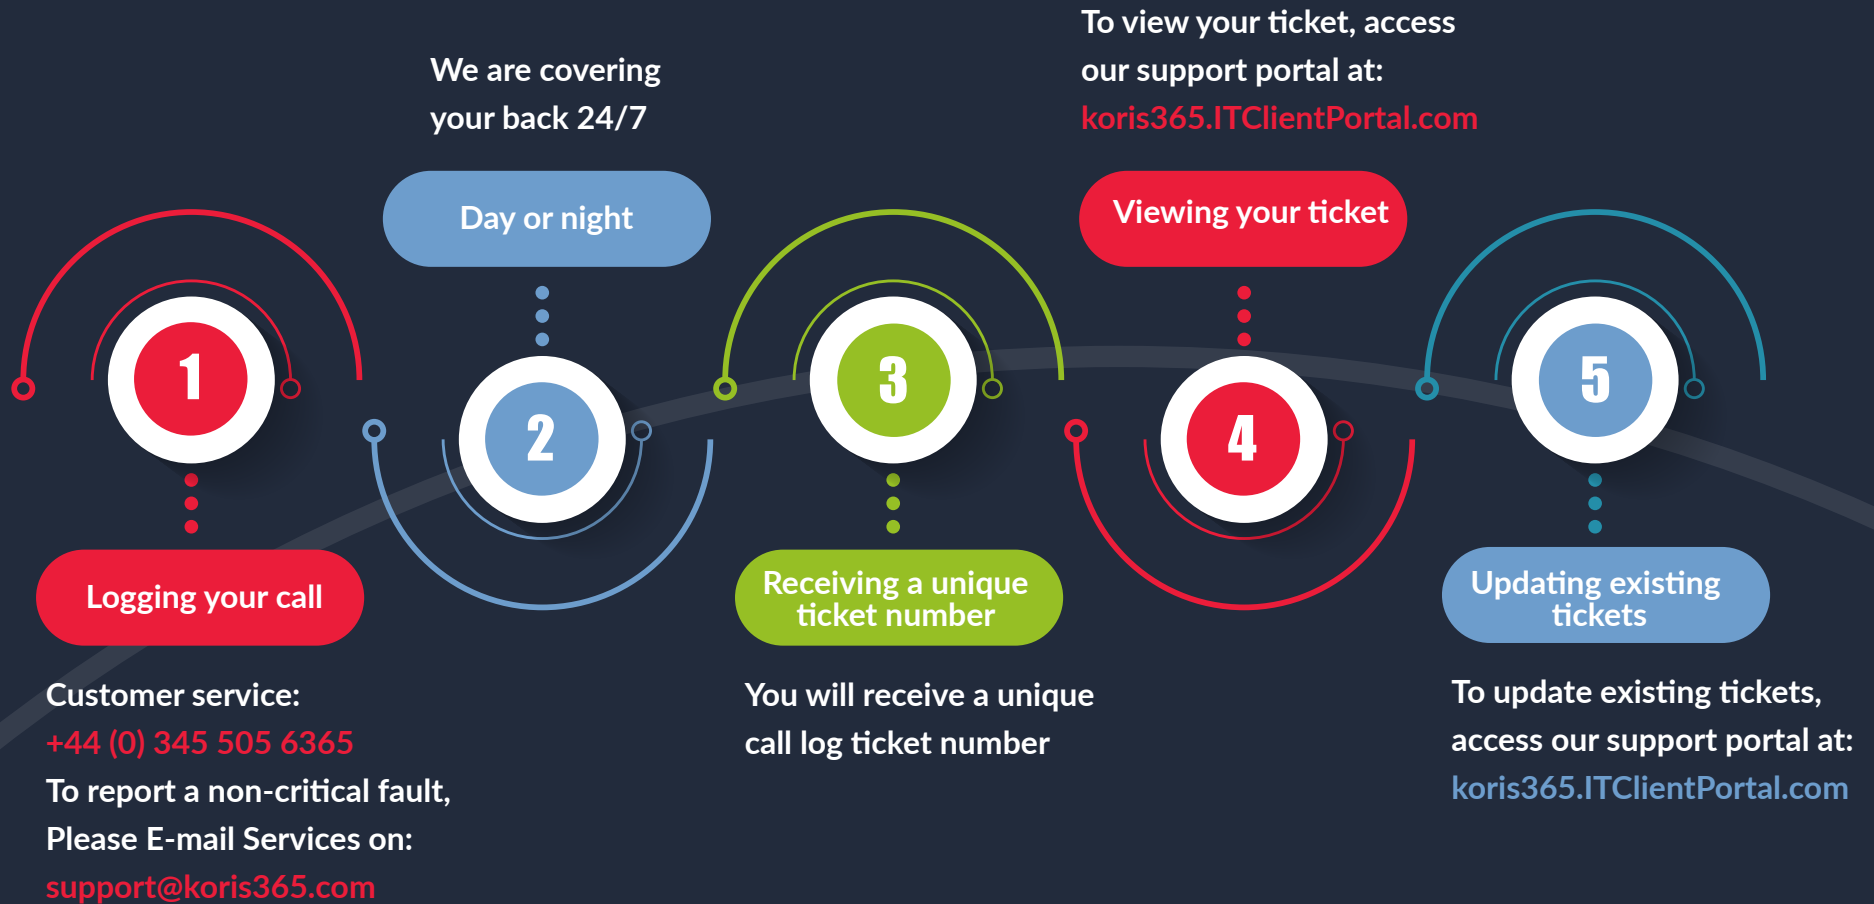 1
Logging your call
Customer service:
+44 (0) 345 505 6365
To report a non-critical fault,
Please E-mail Services on:
support@koris365.com
We are covering
your back 24/7
Day or night
2
3
Receiving a unique
ticket number
You will receive a unique
call log ticket number
To view your ticket, access
our support portal at:
koris365.ITClientPortal.com
Viewing your ticket
4
5
Updating existing
tickets
To update existing tickets,
access our support portal at:
koris365.ITClientPortal.com